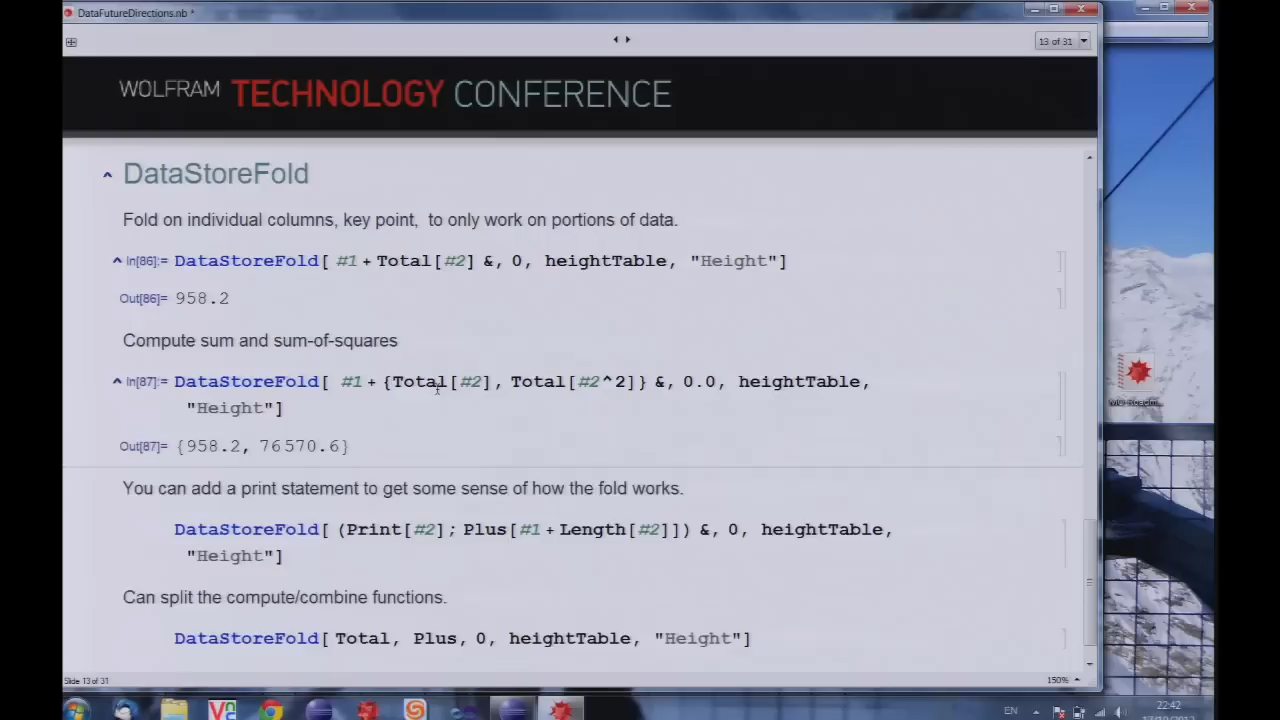 DataFutureDirections.nb *
13 of 31
WOLFRAM TECHNOLOGY CONFERENCE
DataStoreFold
Fold on individual columns, key point,  to only work on portions of data.
In[86]:= DataStoreFold[ #1 + Total[#2] &, 0, heightTable, "Height"]
Out[86]= 958.2
Compute sum and sum-of-squares
In[87]:= DataStoreFold[ #1 + {Total[#2], Total[#2^2]} &, 0.0, heightTable,
"Height"]
Out[87]= {958.2, 76570.6}
You can add a print statement to get some sense of how the fold works.
DataStoreFold[ (Print[#2]; Plus[#1 + Length[#2]]) &, 0, heightTable,
"Height"]
Can split the compute/combine functions.
DataStoreFold[ Total, Plus, 0, heightTable, "Height"]
Slide 13 of 31
150%
EN
22:42